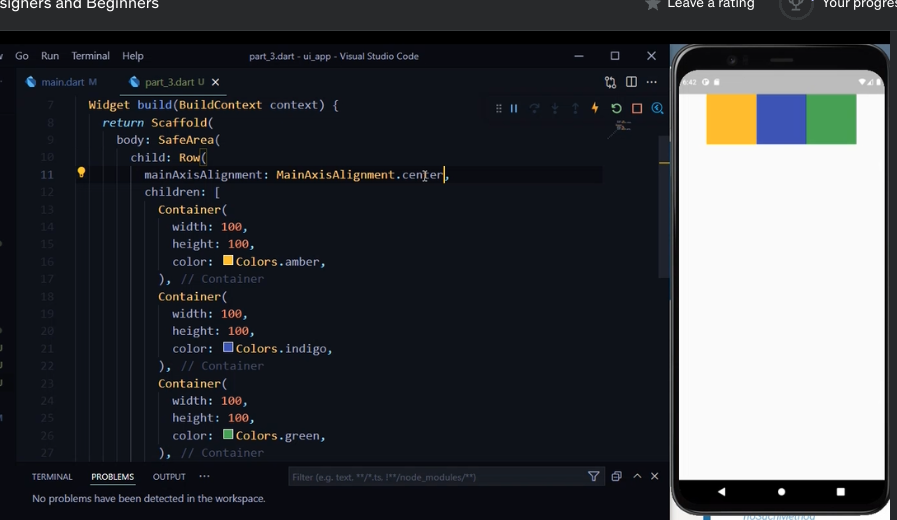 signers and Beginners
Leave a rating
Your progres
Go Run Terminal Help
part_3.dart - ui_app - Visual Studio Code
main.dart M
part_3.dart U
7 Widget build(BuildContext context) {
8 return Scaffold(
9 body: SafeArea(
10 child: Row(
11 mainAxisAlignment: MainAxisAlignment.center,
12 children: [
13 Container(
14 width: 100,
15 height: 100,
16 color: Colors.amber,
17 ), // Container
18 Container(
19 width: 100,
20 height: 100,
21 color: Colors.indigo,
22 ), // Container
23 Container(
24 width: 100,
25 height: 100,
26 color: Colors.green,
27 ), // Container
TERMINAL PROBLEMS OUTPUT ...
Filter (e.g. text, **/*.ts, !**/node_modules/**)
No problems have been detected in the workspace.
6:42
noSuchMethod